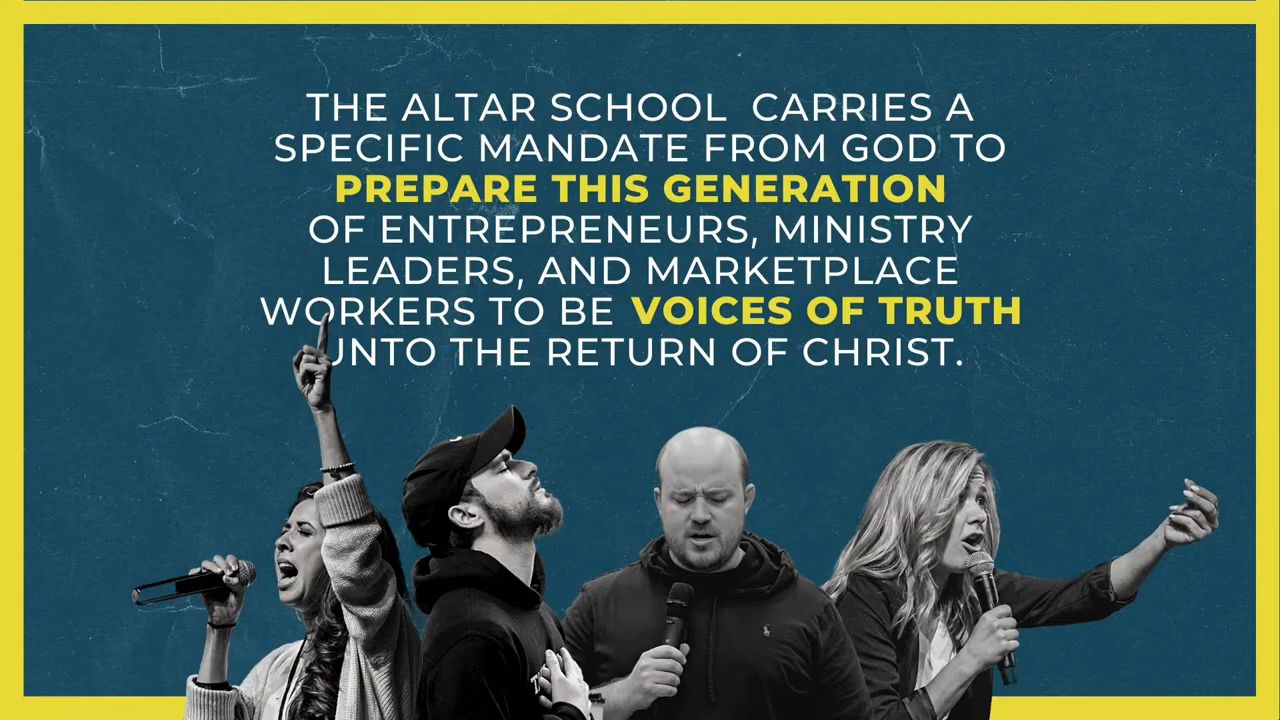 THE ALTAR SCHOOL CARRIES A
SPECIFIC MANDATE FROM GOD TO
PREPARE THIS GENERATION
OF ENTREPRENEURS, MINISTRY
LEADERS, AND MARKETPLACE
WORKERS TO BE VOICES OF TRUTH
UNTO THE RETURN OF CHRIST.